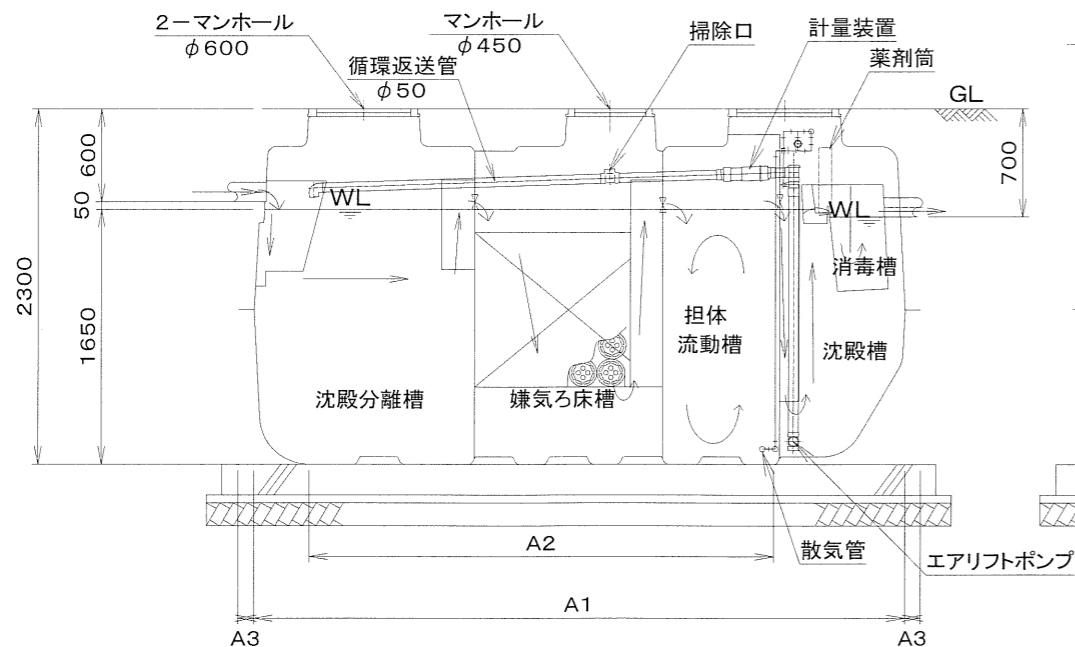 2－マンホール
φ600
マンホール
φ450
掃除口
計量装置
薬剤筒
循環返送管
φ50
GL
600
700
50
WL
WL
2300
1650
消毒槽
担体
流動槽
沈殿槽
沈殿分離槽
嫌気ろ床槽
A2
散気管
エアリフトポンプ
A1
A3
A3